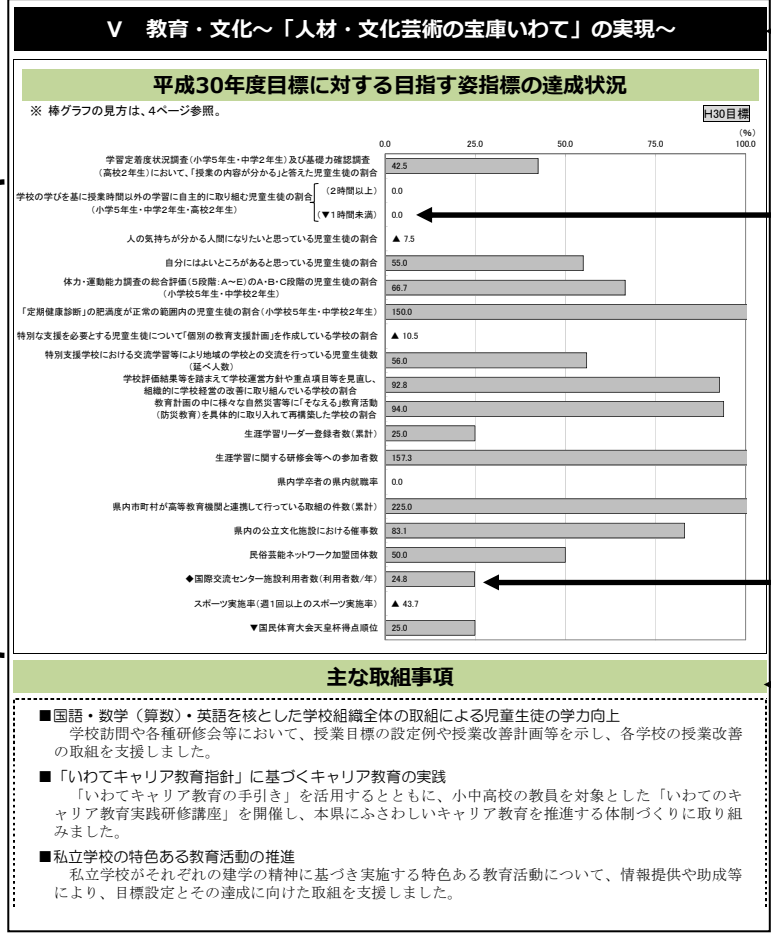 Ⅴ 教育・文化～「人材・文化芸術の宝庫いわて」の実現～
平成30年度目標に対する目指す姿指標の達成状況
※ 棒グラフの見方は、4ページ参照。
H30目標
(%)
0.0 25.0 50.0 75.0 100.0
学習定着度状況調査(小学5年生・中学2年生)及び基礎力確認調査
(高校2年生)において、「授業の内容が分かる」と答えた児童生徒の割合
42.5
学校の学びを基に授業時間以外の学習に自主的に取り組む児童生徒の割合
(小学5年生・中学2年生・高校2年生)
(2時間以上)
0.0
(▼1時間未満)
0.0
人の気持ちが分かる人間になりたいと思っている児童生徒の割合
▲ 7.5
自分にはよいところがあると思っている児童生徒の割合
55.0
体力・運動能力調査の総合評価(5段階:A～E)のA・B・C段階の児童生徒の割合
(小学校5年生・中学校2年生)
66.7
「定期健康診断」の肥満度が正常の範囲内の児童生徒の割合(小学校5年生・中学校2年生)
150.0
特別な支援を必要とする児童生徒について「個別の教育支援計画」を作成している学校の割合
▲ 10.5
特別支援学校における交流学習等により地域の学校との交流を行っている児童生徒数
(延べ人数)
56.0
学校評価結果等を踏まえて学校運営方針や重点項目等を見直し、
組織的に学校経営の改善に取り組んでいる学校の割合
92.8
教育計画の中に様々な自然災害等に「そなえる」教育活動
(防災教育)を具体的に取り入れて再構築した学校の割合
94.0
生涯学習リーダー登録者数(累計)
25.0
生涯学習に関する研修会等への参加者数
157.3
県内学卒者の県内就職率
0.0
県内市町村が高等教育機関と連携して行っている取組の件数(累計)
225.0
県内の公立文化施設における催事数
83.1
民俗芸能ネットワーク加盟団体数
50.0
◆国際交流センター施設利用者数(利用者数/年)
24.8
スポーツ実施率(週1回以上のスポーツ実施率)
▲ 43.7
▼国民体育大会天皇杯得点順位
25.0
主な取組事項
■国語・数学（算数）・英語を核とした学校組織全体の取組による児童生徒の学力向上
学校訪問や各種研修会等において、授業目標の設定例や授業改善計画等を示し、各学校の授業改善
の取組を支援しました。
■「いわてキャリア教育指針」に基づくキャリア教育の実践
「いわてキャリア教育の手引き」を活用するとともに、小中高校の教員を対象とした「いわてのキ
ャリア教育実践研修講座」を開催し、本県にふさわしいキャリア教育を推進する体制づくりに取り組
みました。
■私立学校の特色ある教育活動の推進
私立学校がそれぞれの建学の精神に基づき実施する特色ある教育活動について、情報提供や助成等
により、目標設定とその達成に向けた取組を支援しました。